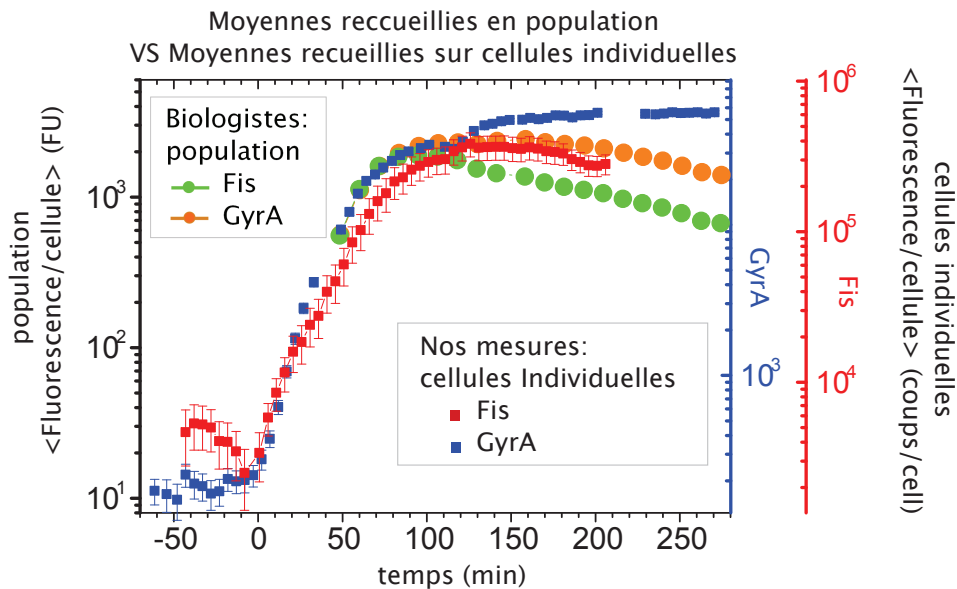 Moyennes reccueillies en population
VS Moyennes recueillies sur cellules individuelles
population
<Fluorescence/cellule> (FU)
10³
10²
10¹
Biologistes:
population
Fis
GyrA
Nos mesures:
cellules Individuelles
Fis
GyrA
-50 0 50 100 150 200 250
temps (min)
GyrA
10³
Fis
10⁶
10⁵
10⁴
cellules individuelles
<Fluorescence/cellule> (coups/cell)